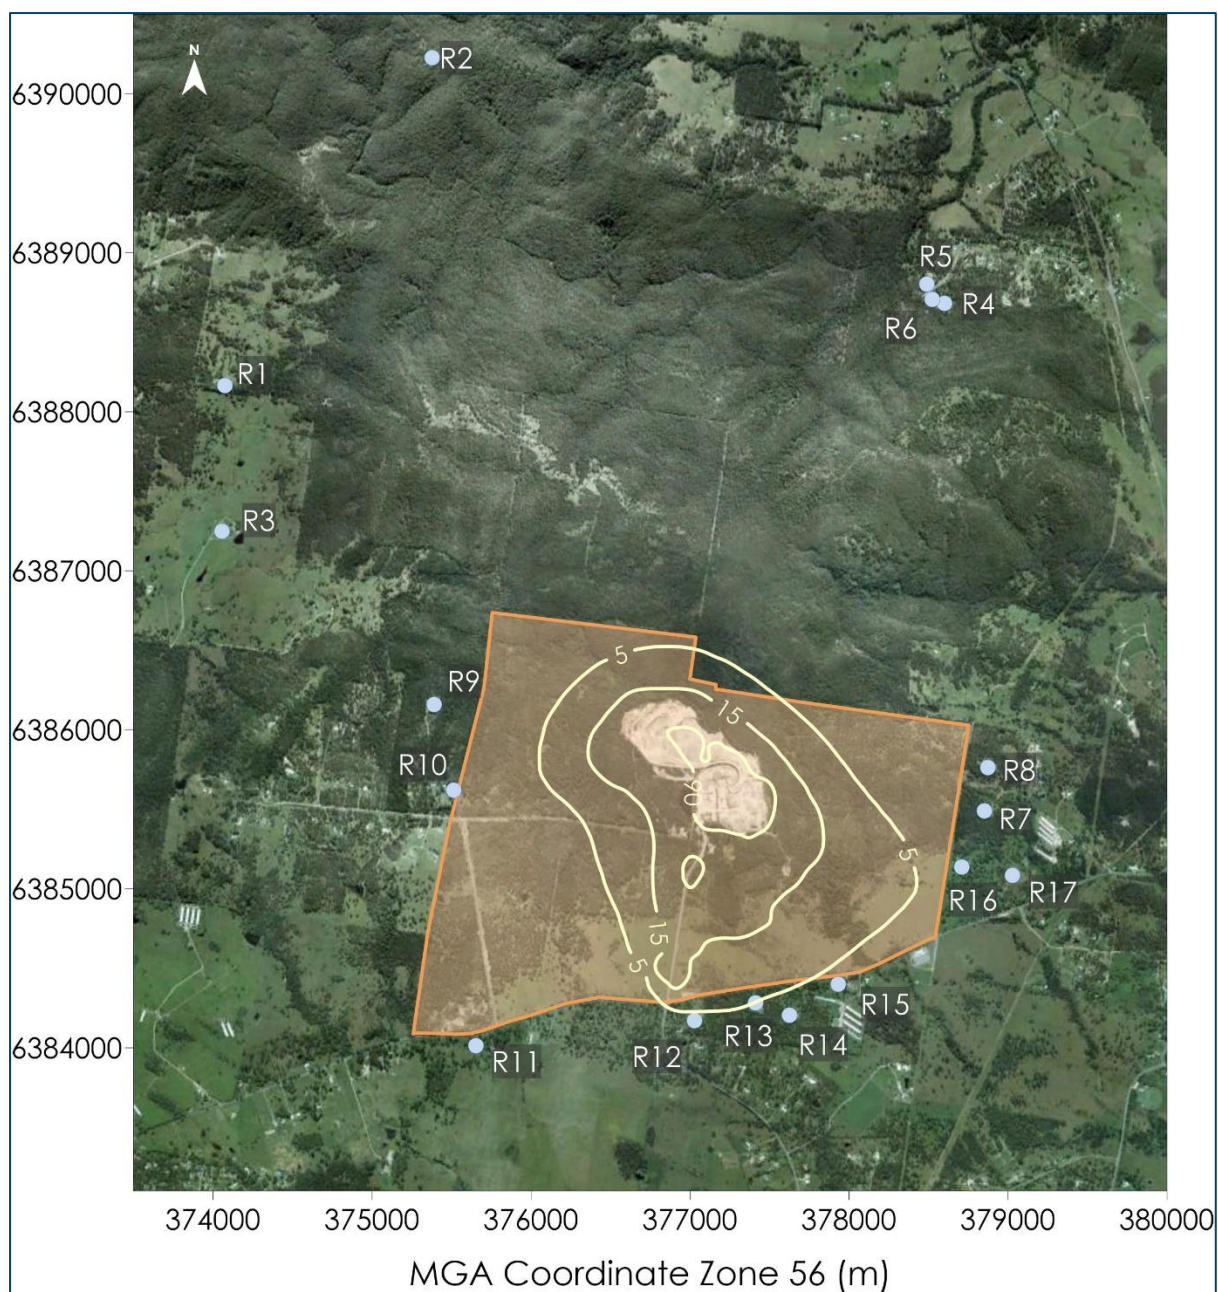 N
R2
6390000
6389000
R5
R4
R6
R1
6388000
R3
6387000
5
R9
15
6386000
R10
R8
90
R7
5
6385000
R16
R17
15
5
R15
R13
R14
R12
6384000
R11
374000
375000
376000
377000
378000
379000
380000
MGA Coordinate Zone 56 (m)